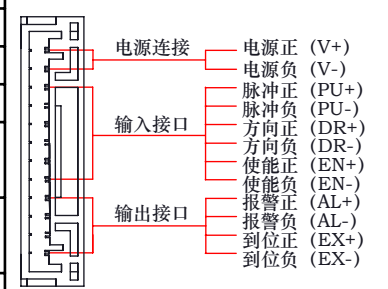 电源连接
电源正 (V+)
电源负 (V-)
脉冲正 (PU+)
脉冲负 (PU-)
输入接口
方向正 (DR+)
方向负 (DR-)
使能正 (EN+)
使能负 (EN-)
报警正 (AL+)
输出接口
报警负 (AL-)
到位正 (EX+)
到位负 (EX-)